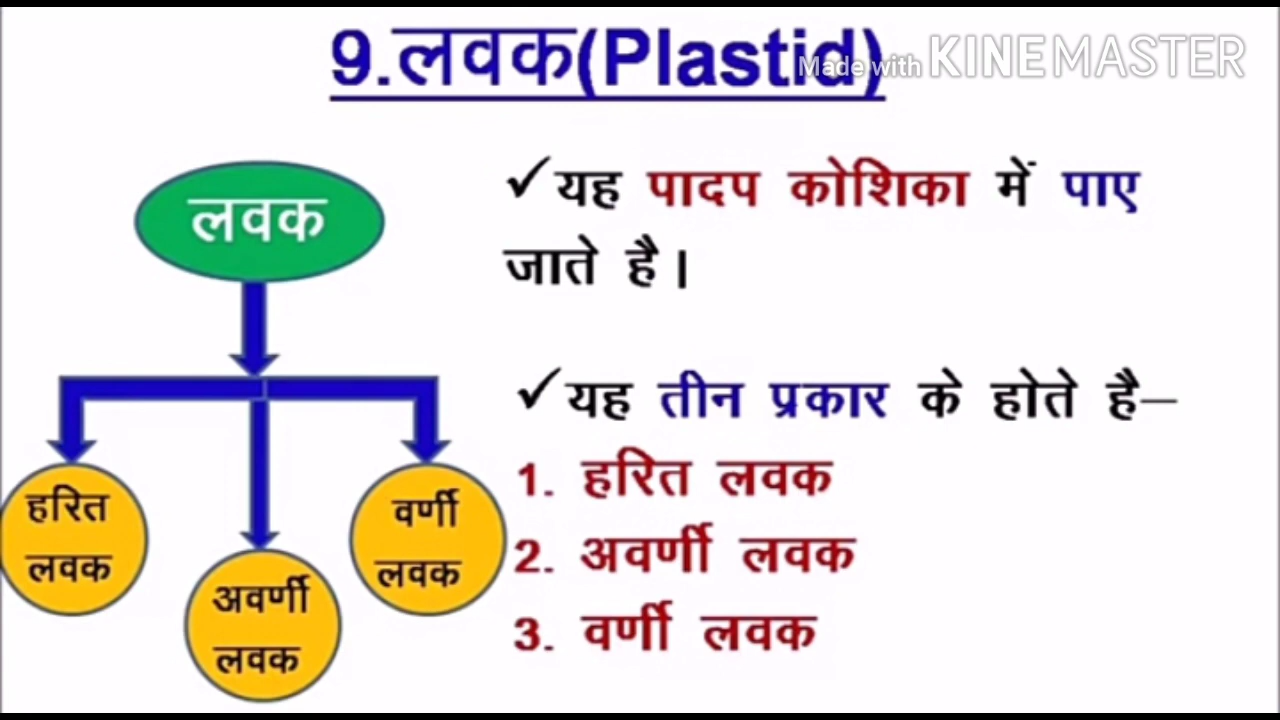 9.लवक(Plastid)
Made with KINEMASTER
लवक
हरित
लवक
अवर्णी
लवक
वर्णी
लवक
✓यह पादप कोशिका में पाए
जाते है।
✓यह तीन प्रकार के होते है–
1. हरित लवक
2. अवर्णी लवक
3. वर्णी लवक